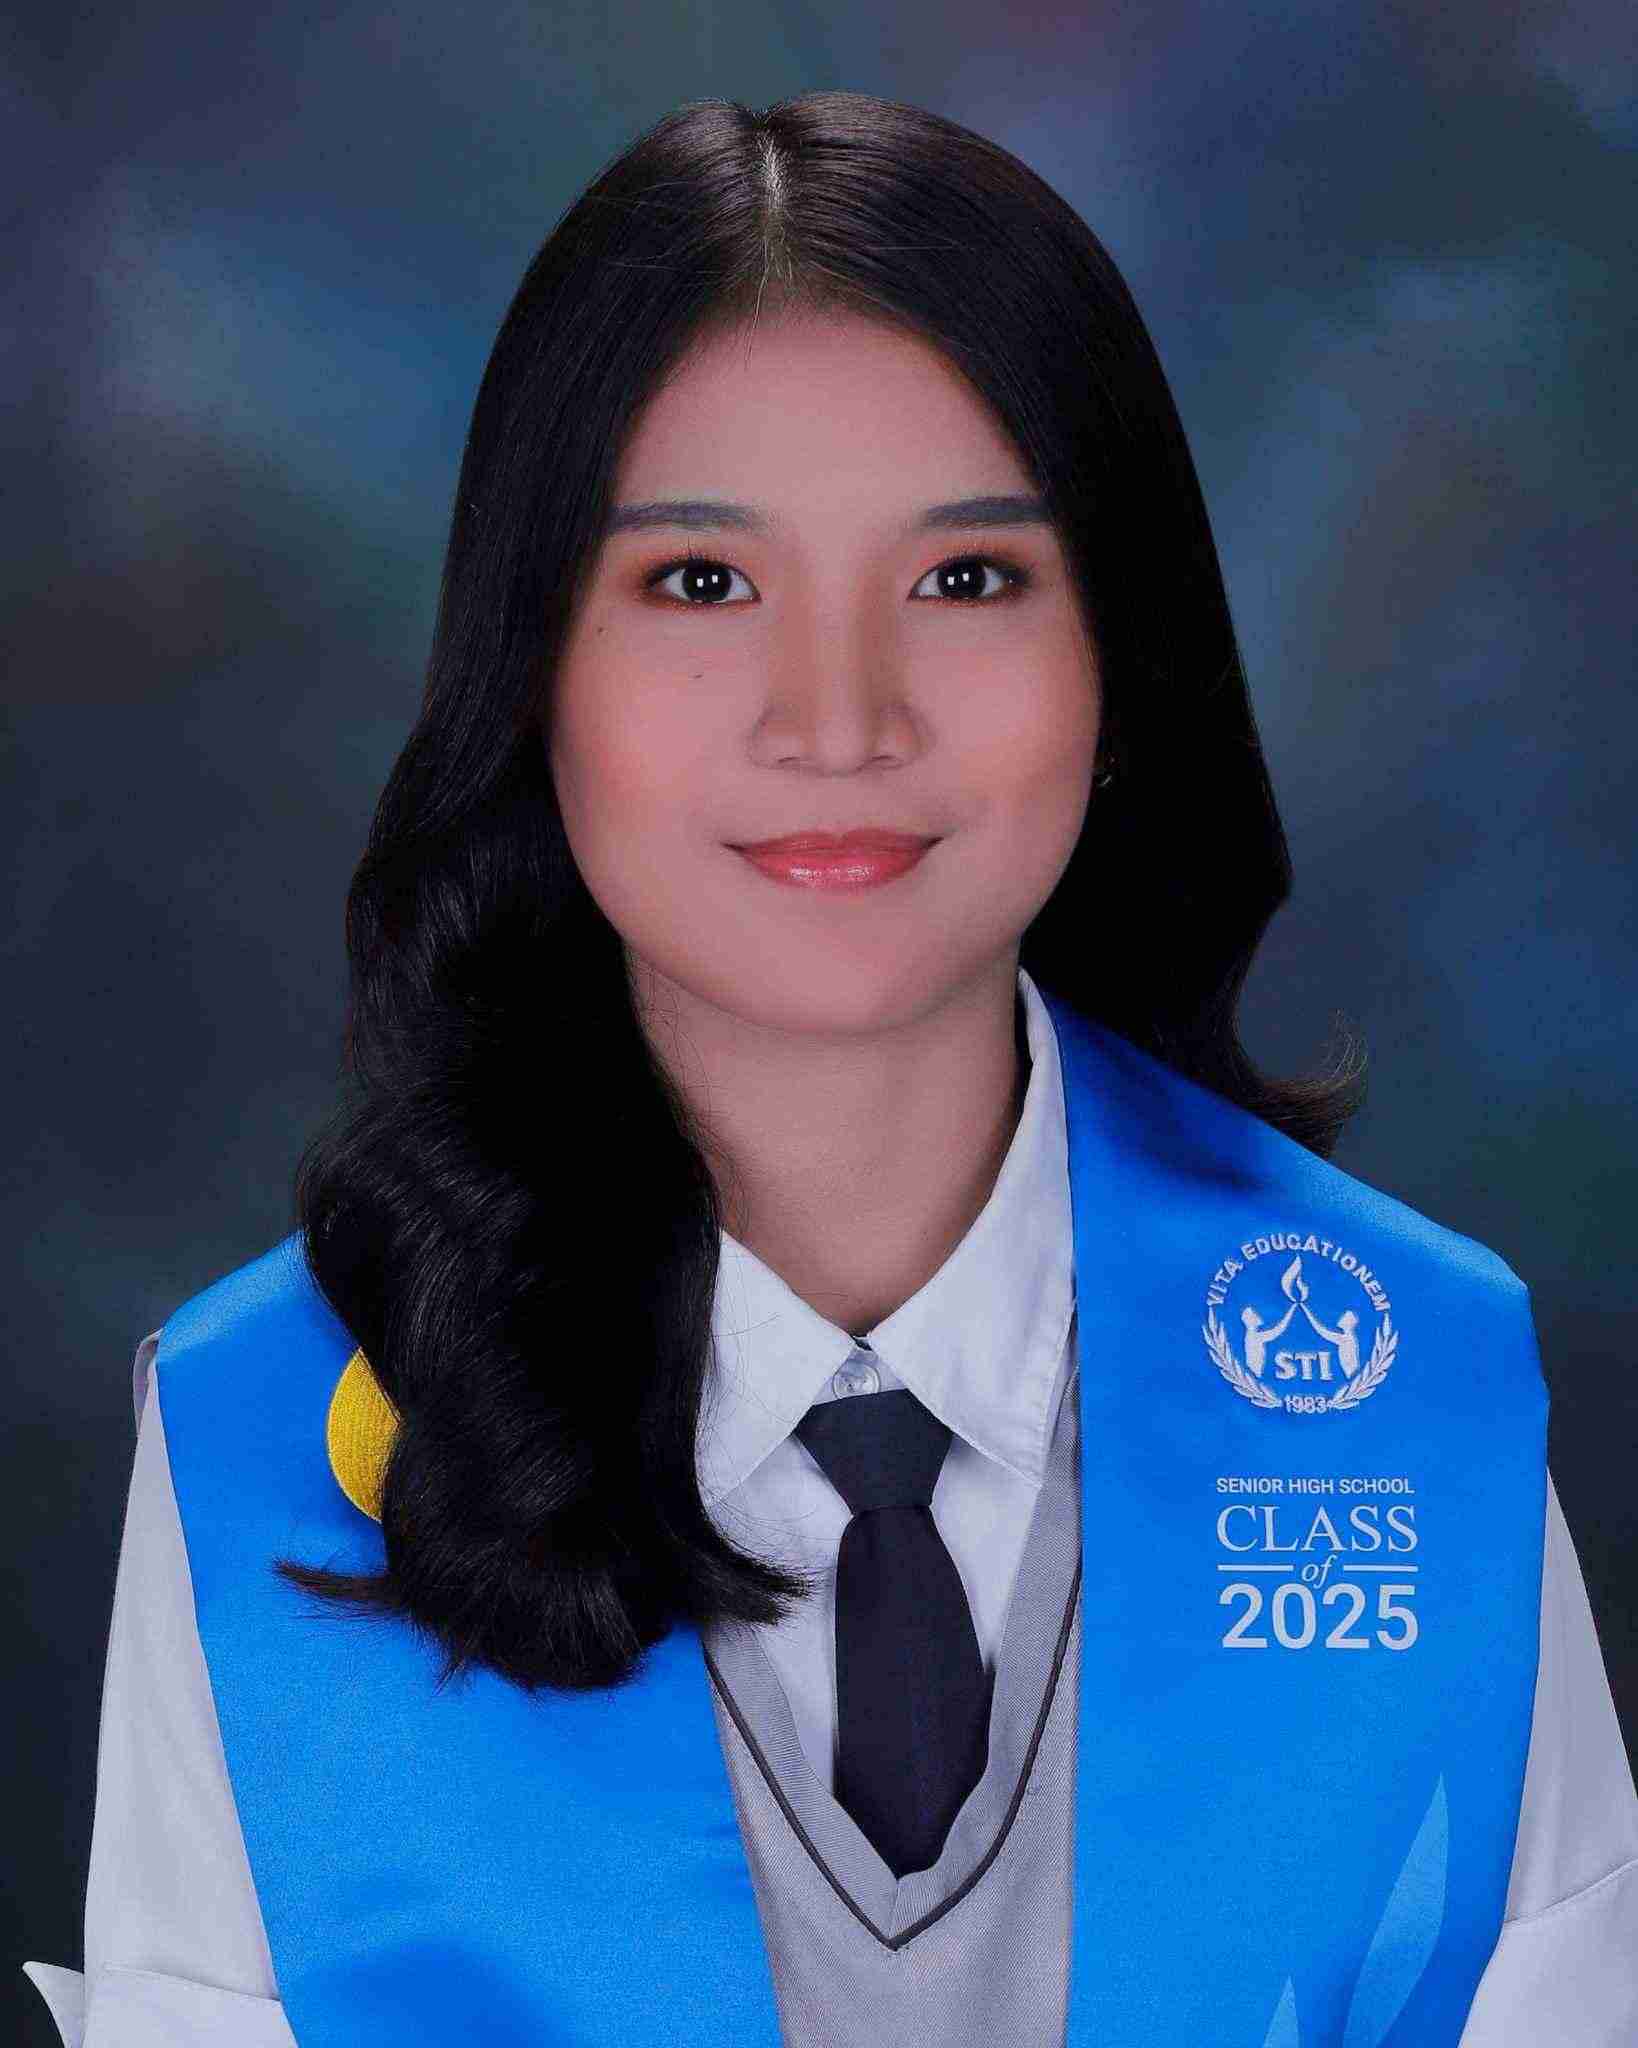 VITA EDUCATIONEM
STI
1983
SENIOR HIGH SCHOOL
CLASS
of
2025